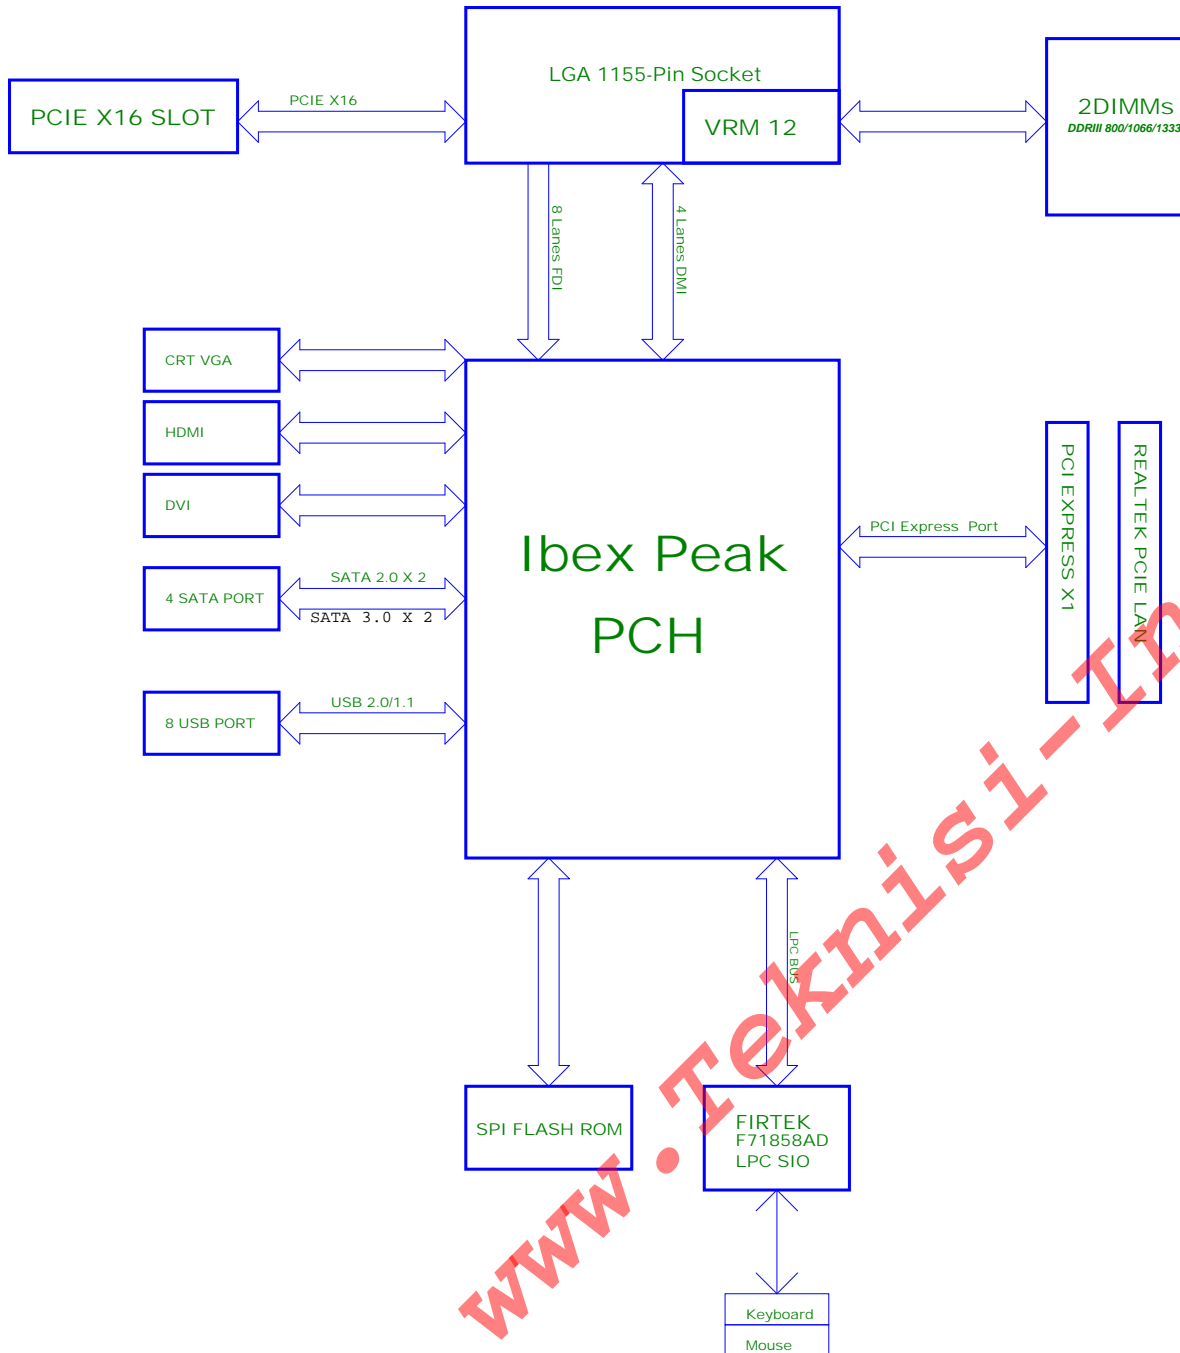 LGA 1155-Pin Socket
VRM 12
PCIE X16 SLOT
PCIE X16
2DIMMs
DDRIII 800/1066/1333
8 Lanes FDI
4 Lanes DMI
CRT VGA
HDMI
DVI
4 SATA PORT
SATA 2.0 X 2
SATA 3.0 X 2
8 USB PORT
USB 2.0/1.1
Ibex Peak
PCH
PCI Express Port
PCI EXPRESS X1
REALTEK PCIE LAN
LPC BUS
SPI FLASH ROM
FIRTEK
F71858AD
LPC SIO
Keyboard
Mouse
www.Teknisi-In